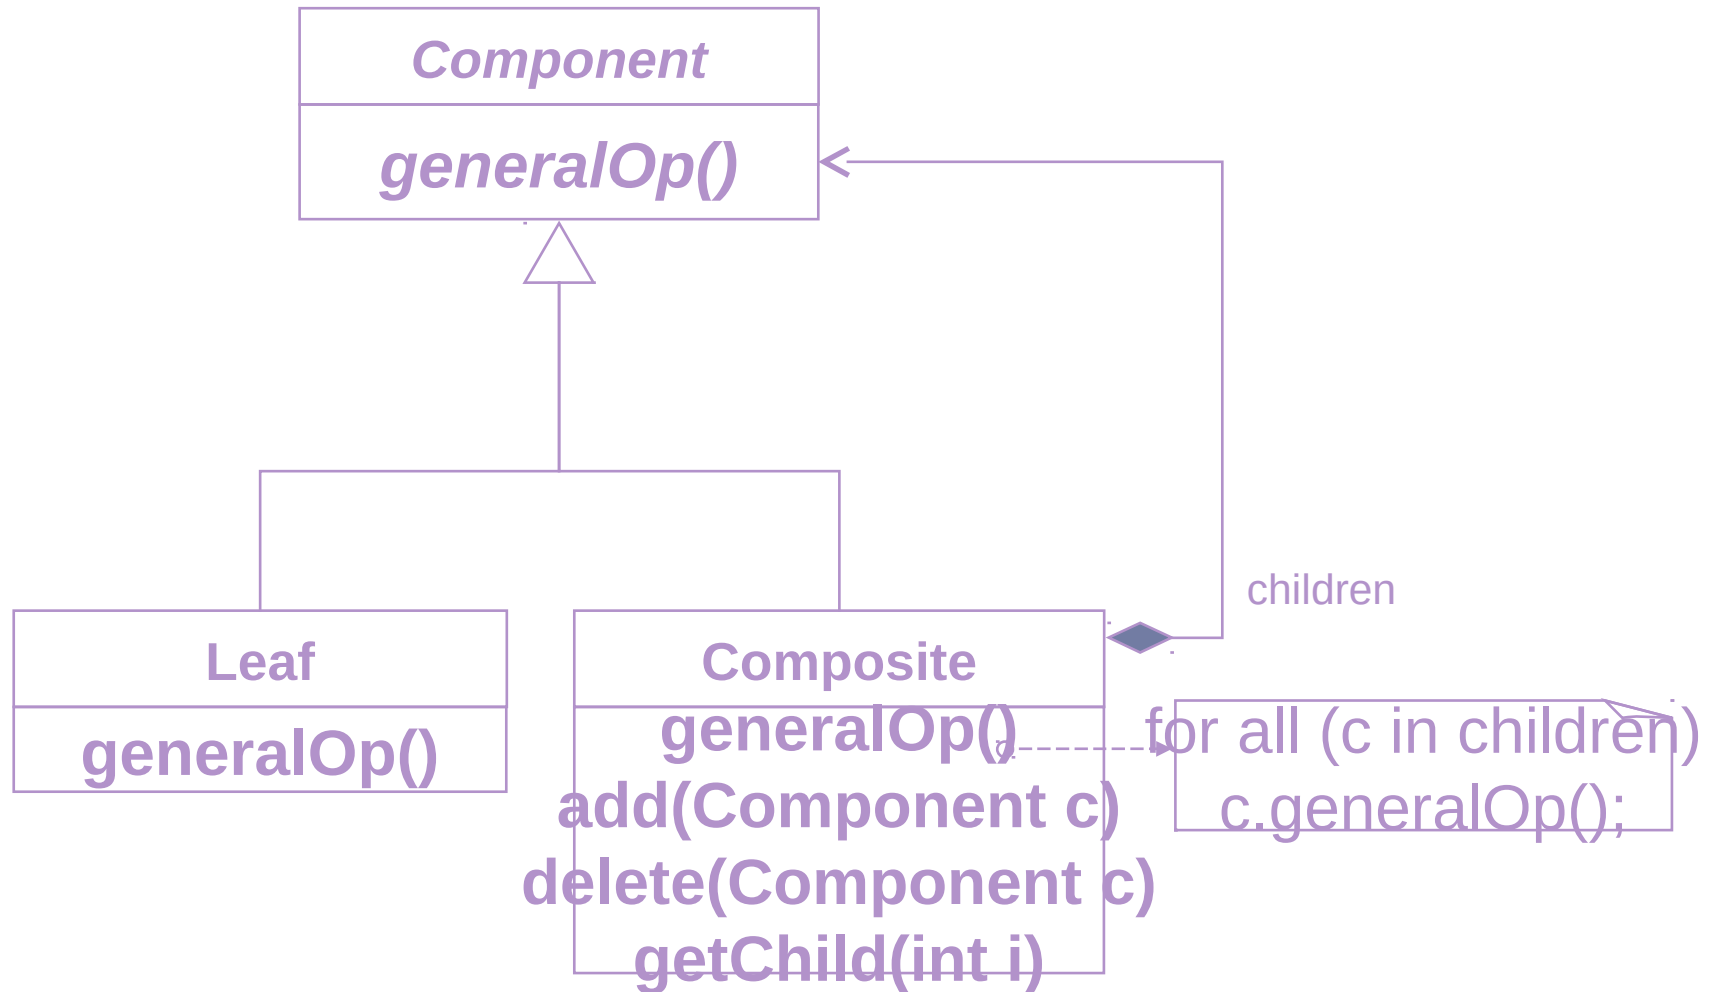 Component
generalOp()
children
Leaf
generalOp()
Composite
generalOp()
add(Component c)
delete(Component c)
getChild(int i)
for all (c in children)
c.generalOp();